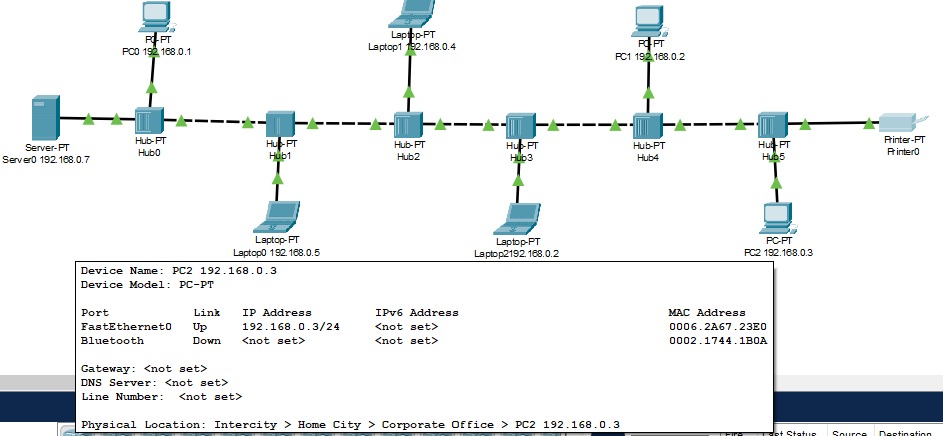 PC-PT
PC0 192.168.0.1
Laptop-PT
Laptop1 192.168.0.4
PC-PT
PC1 192.168.0.2
Server-PT
Server0 192.168.0.7
Hub-PT
Hub0
Hub-PT
Hub1
Hub-PT
Hub2
Hub-PT
Hub3
Hub-PT
Hub4
Hub-PT
Hub5
Printer-PT
Printer0
Laptop-PT
Laptop0 192.168.0.5
Laptop-PT
Laptop2192.168.0.2
PC-PT
PC2 192.168.0.3
Device Name: PC2 192.168.0.3
Device Model: PC-PT
Port Link IP Address IPv6 Address MAC Address
FastEthernet0 Up 192.168.0.3/24 <not set> 0006.2A67.23E0
Bluetooth Down <not set> <not set> 0002.1744.1B0A
Gateway: <not set>
DNS Server: <not set>
Line Number: <not set>
Physical Location: Intercity > Home City > Corporate Office > PC2 192.168.0.3
Fire Last Status Source Destination